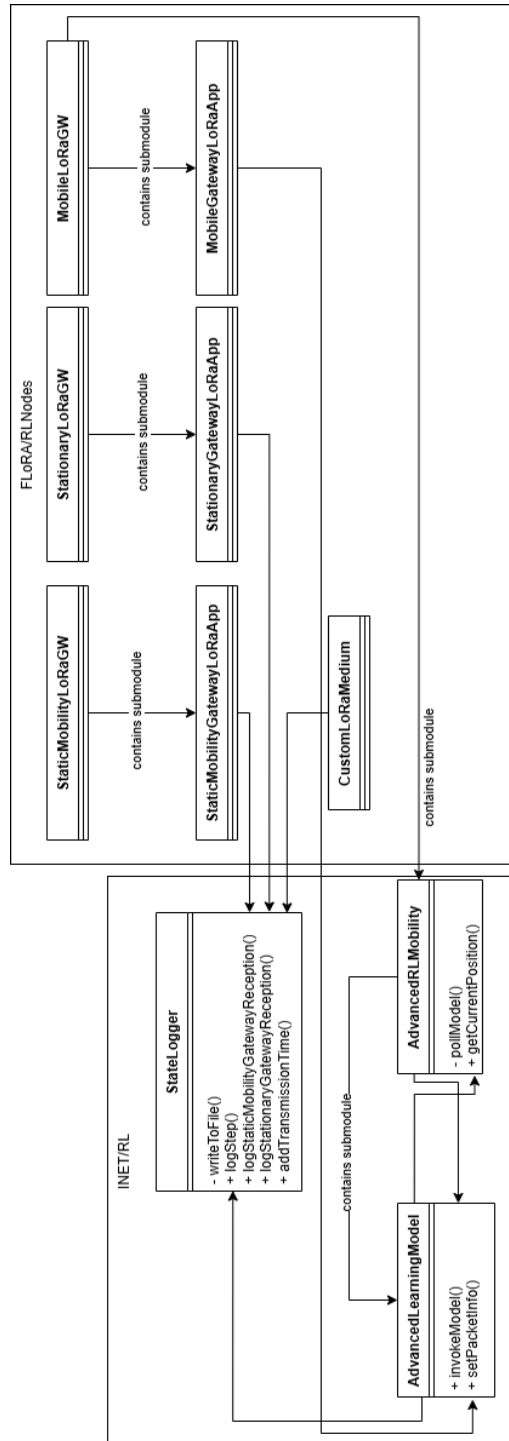 INET/RL
FLoRA/RLNodes
StateLogger
- writeToFile()
+ logStep()
+ logStaticMobilityGatewayReception()
+ logStationaryGatewayReception()
+ addTransmissionTime()
StaticMobilityLoRaGW
contains submodule
StaticMobilityGatewayLoRaApp
StationaryLoRaGW
contains submodule
StationaryGatewayLoRaApp
MobileLoRaGW
contains submodule
MobileGatewayLoRaApp
CustomLoRaMedium
contains submodule
contains submodule
AdvancedLearningModel
+ invokeModel()
+ setPacketInfo()
AdvancedRLMobility
- pollModel()
+ getCurrentPosition()